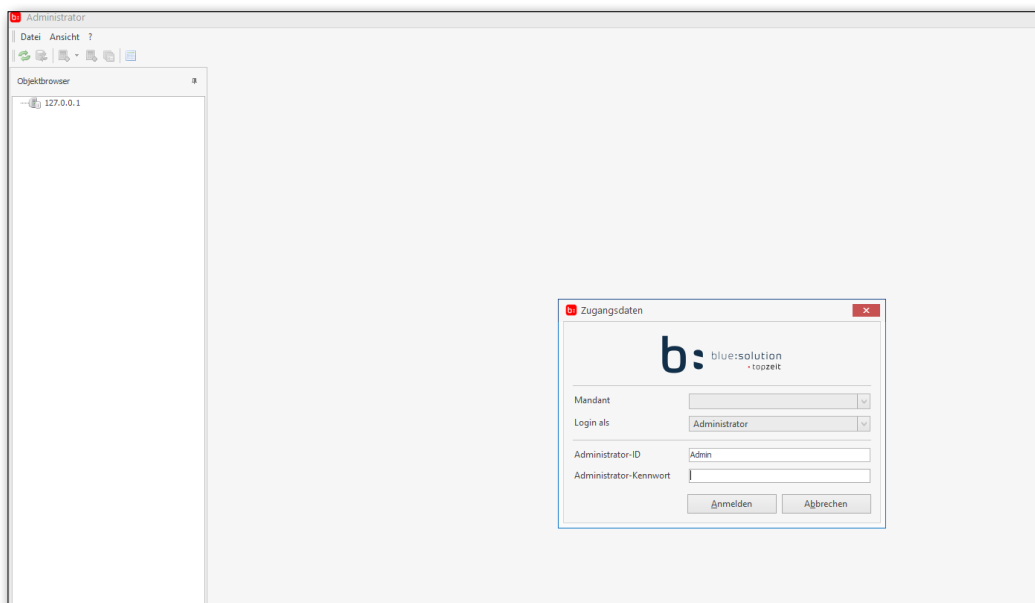 Administrator
Datei Ansicht ?
Objektbrowser
127.0.0.1
b: Zugangsdaten
b: blue:solution
topzeit
Mandant
Login als Administrator
Administrator-ID Admin
Administrator-Kennwort
Anmelden Abbrechen